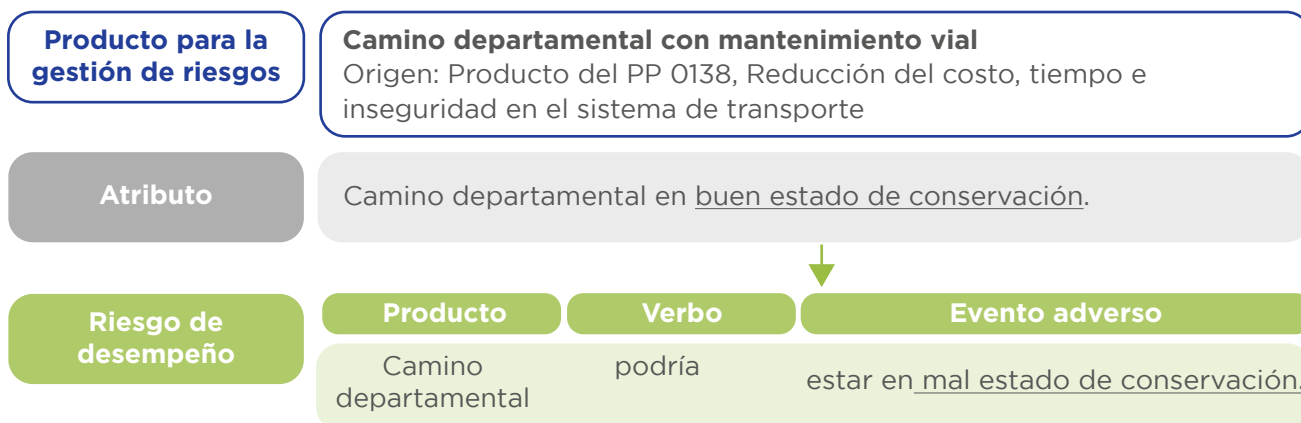 Producto para la
gestión de riesgos
Camino departamental con mantenimiento vial
Origen: Producto del PP 0138, Reducción del costo, tiempo e
inseguridad en el sistema de transporte
Atributo
Camino departamental en buen estado de conservación.
Riesgo de
desempeño
Producto
Verbo
Evento adverso
Camino
departamental
podría
estar en mal estado de conservación.